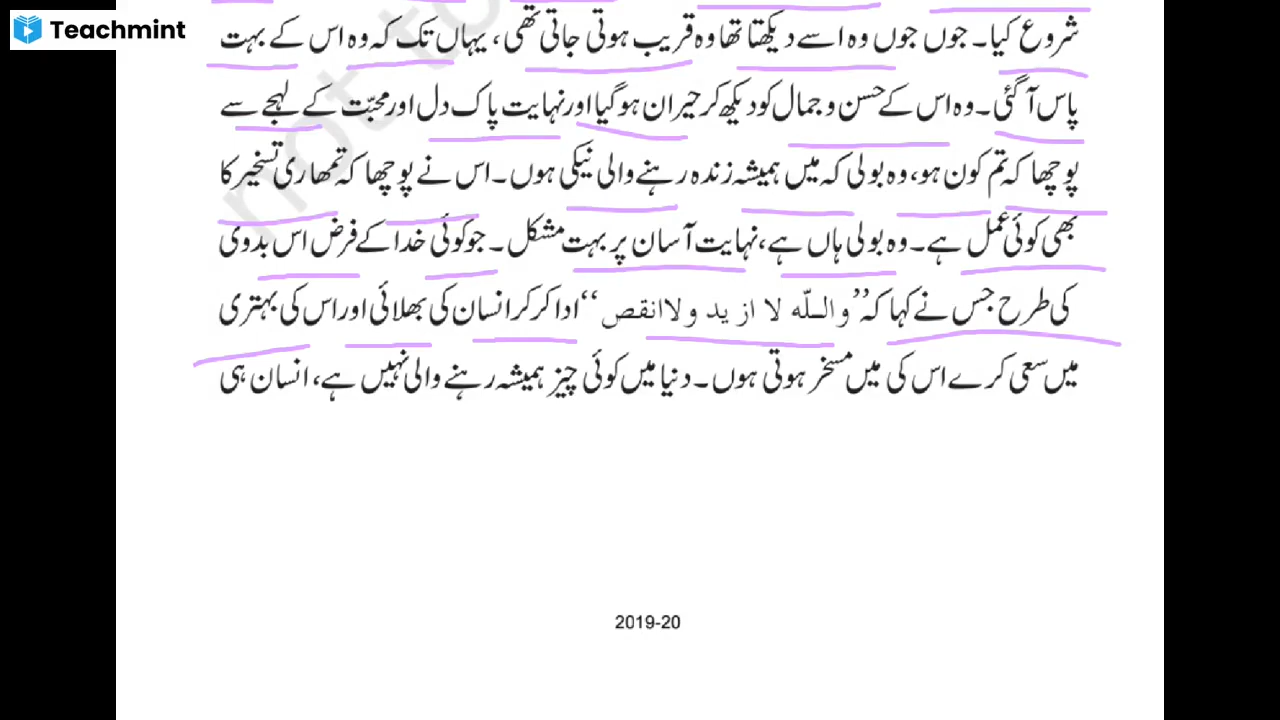 Teachmint
شروع کیا۔ جوں جوں وہ اسے دیکھتا تھا وہ قریب ہوتی جاتی تھی، یہاں تک کہ وہ اس کے بہت
پاس آ گئی۔ وہ اس کے حسن و جمال کو دیکھ کر حیران ہو گیا اور نہایت پاک دل اور محبّت کے لہجے سے
پوچھا کہ تم کون ہو، وہ بولی کہ میں ہمیشہ زندہ رہنے والی نیکی ہوں۔ اس نے پوچھا کہ تمھاری تسخیر کا
بھی کوئی عمل ہے۔ وہ بولی ہاں ہے، نہایت آسان پر بہت مشکل۔ جو کوئی خدا کے فرض اس بدوی
کی طرح جس نے کہا کہ ”واللّٰہ لا ازید ولا انقص“ ادا کر کر انسان کی بھلائی اور اس کی بہتری
میں سعی کرے اس کی میں مسخر ہوتی ہوں۔ دنیا میں کوئی چیز ہمیشہ رہنے والی نہیں ہے، انسان ہی
not to
2019-20